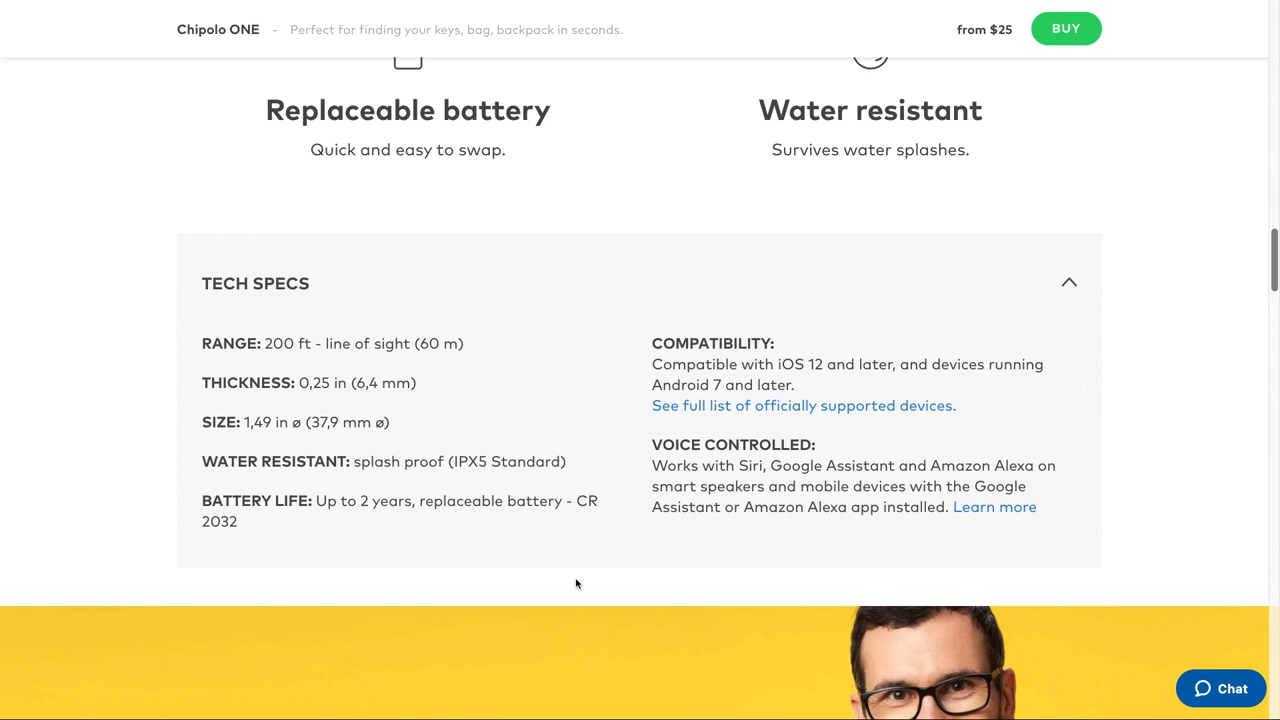 Chipolo ONE - Perfect for finding your keys, bag, backpack in seconds. from $25 BUY
Replaceable battery
Quick and easy to swap.
Water resistant
Survives water splashes.
TECH SPECS
RANGE: 200 ft - line of sight (60 m)
THICKNESS: 0,25 in (6,4 mm)
SIZE: 1,49 in ø (37,9 mm ø)
WATER RESISTANT: splash proof (IPX5 Standard)
BATTERY LIFE: Up to 2 years, replaceable battery - CR
2032
COMPATIBILITY:
Compatible with iOS 12 and later, and devices running
Android 7 and later.
See full list of officially supported devices.
VOICE CONTROLLED:
Works with Siri, Google Assistant and Amazon Alexa on
smart speakers and mobile devices with the Google
Assistant or Amazon Alexa app installed. Learn more
Chat